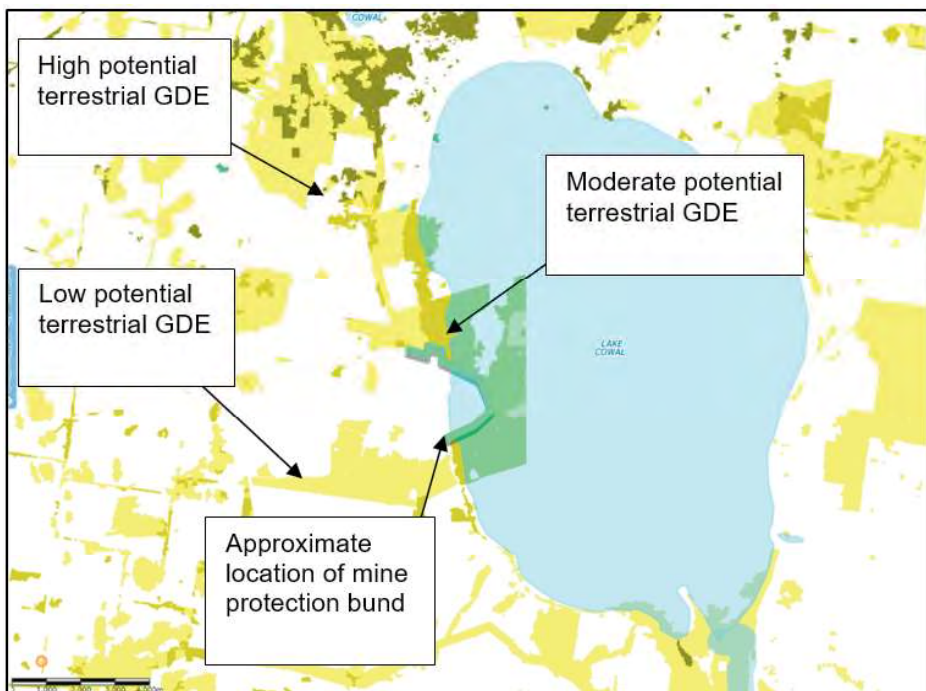 COWAL
High potential
terrestrial GDE
Moderate potential
terrestrial GDE
Low potential
terrestrial GDE
LAKE
COWAL
Approximate
location of mine
protection bund